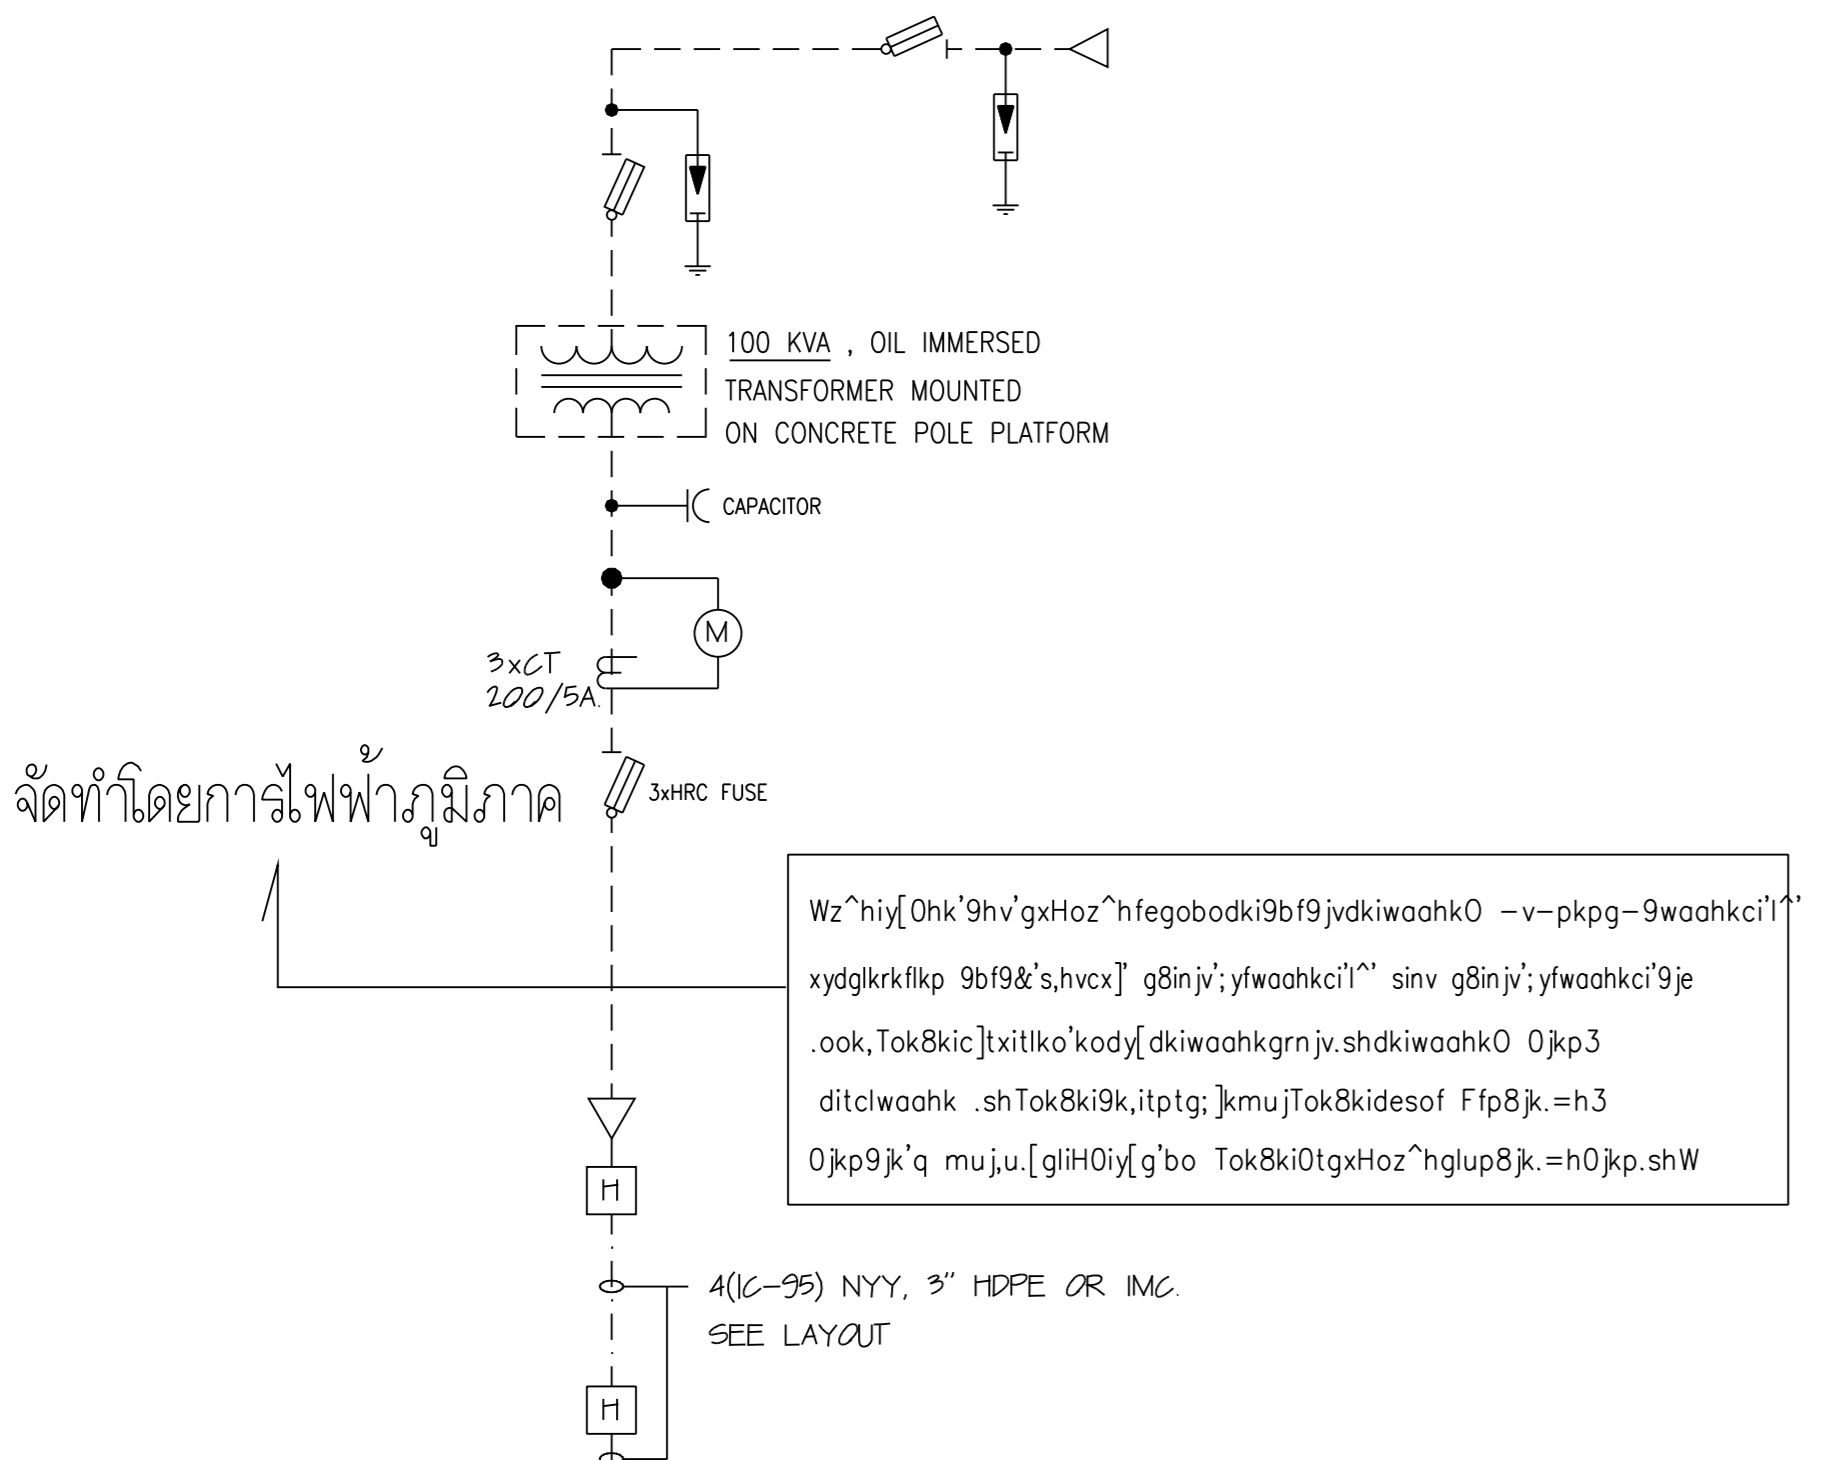 100 KVA , OIL IMMERSED
TRANSFORMER MOUNTED
ON CONCRETE POLE PLATFORM
CAPACITOR
M
3xCT
200/5A.
จัดทำโดยการไฟฟ้าภูมิภาค
3xHRC FUSE
Wz^hiy[0hk'9hv'gxHoz^hfegobodki9bf9jvdkiwaahk0 -v-pkpg-9waahkci'l^'
xydglkrkflkp 9bf9&'s,hvcx]' g8injv';yfwaahkci'l^' sinv g8injv';yfwaahkci'9je
.ook,Tok8kic]txitlko'kody[dkiwaahkgrnjv.shdkiwaahk0 0jkp3
ditclwaahk .shTok8ki9k,itptg;]kmujTok8kidesof Ffp8jk.=h3
0jkp9jk'q muj,u.[gliH0iy[g'bo Tok8ki0tgxHoz^hglup8jk.=h0jkp.shW
H
4(1C-95) NYY, 3" HDPE OR IMC.
SEE LAYOUT
H